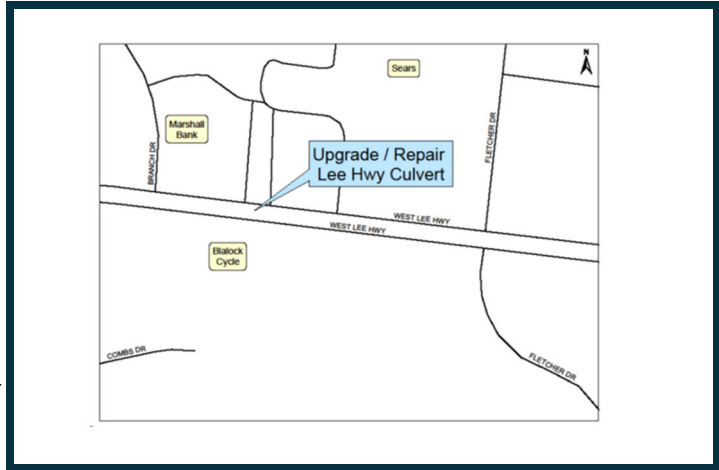 N
Sears
Marshall
Bank
BRANCH DR
FLETCHER DR
Upgrade / Repair
Lee Hwy Culvert
WEST LEE HWY
WEST LEE HWY
Blalock
Cycle
COMBS DR
FLETCHER DR